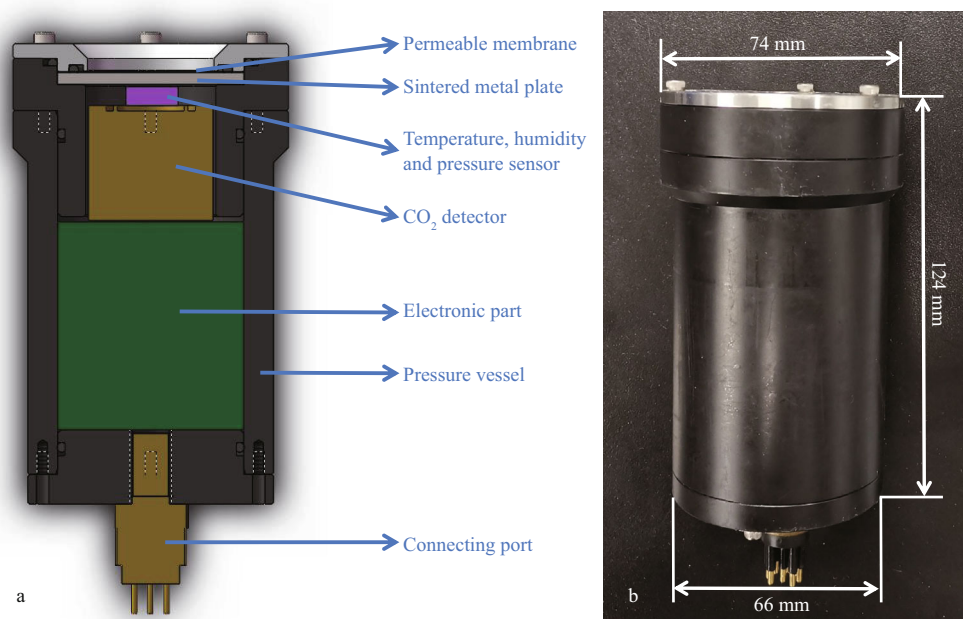 Permeable membrane
Sintered metal plate
Temperature, humidity
and pressure sensor
CO₂ detector
Electronic part
Pressure vessel
Connecting port
a
74 mm
124 mm
66 mm
b